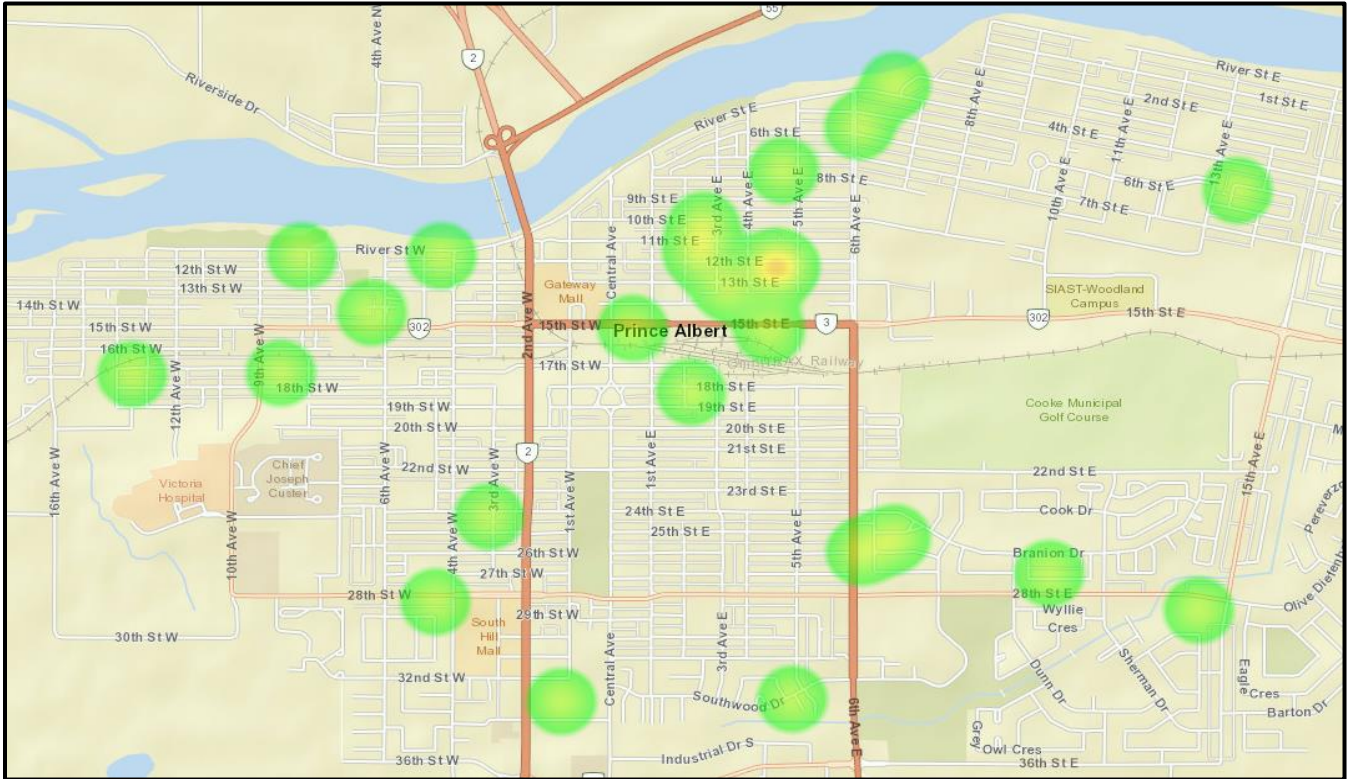 55
4th Ave NW
2
Riverside Dr
River St E
1st St E
2nd St E
8th Ave E
River St E
4th St E
11th Ave E
6th St E
13th Ave E
6th St E
5th Ave E
8th St E
7th St E
10th Ave E
9th St E
3rd Ave E
4th Ave E
10th St E
11th St E
6th Ave E
River St W
12th St W
12th St E
Central Ave
13th St W
13th St E
Gateway
Mall
SIAST-Woodland
Campus
14th St W
15th St W
302
2nd Ave W
15th St W
Prince Albert
15th St E
3
302
15th St E
16th St W
9th Ave W
17th St W
Railway
12th Ave W
18th St W
18th St E
19th St W
19th St E
Cooke Municipal
Golf Course
20th St W
20th St E
2
21st St E
16th Ave W
Victoria
Hospital
Chief
Joseph
Custer
6th Ave W
22nd St W
3rd Ave W
1st Ave W
1st Ave E
22nd St E
15th Ave E
23rd St E
10th Ave W
4th Ave W
24th St E
25th St E
5th Ave E
Cook Dr
26th St W
Branion Dr
27th St W
28th St W
28th St E
29th St W
Wyllie
Cres
30th St W
South
Hill
Mall
Central Ave
3rd Ave E
32nd St W
Southwood Dr
6th Ave E
Dunn Dr
Sherman Dr
Eagle
Cres
Barton Dr
36th St W
Industrial Dr S
Grey
Owl Cres
36th St E